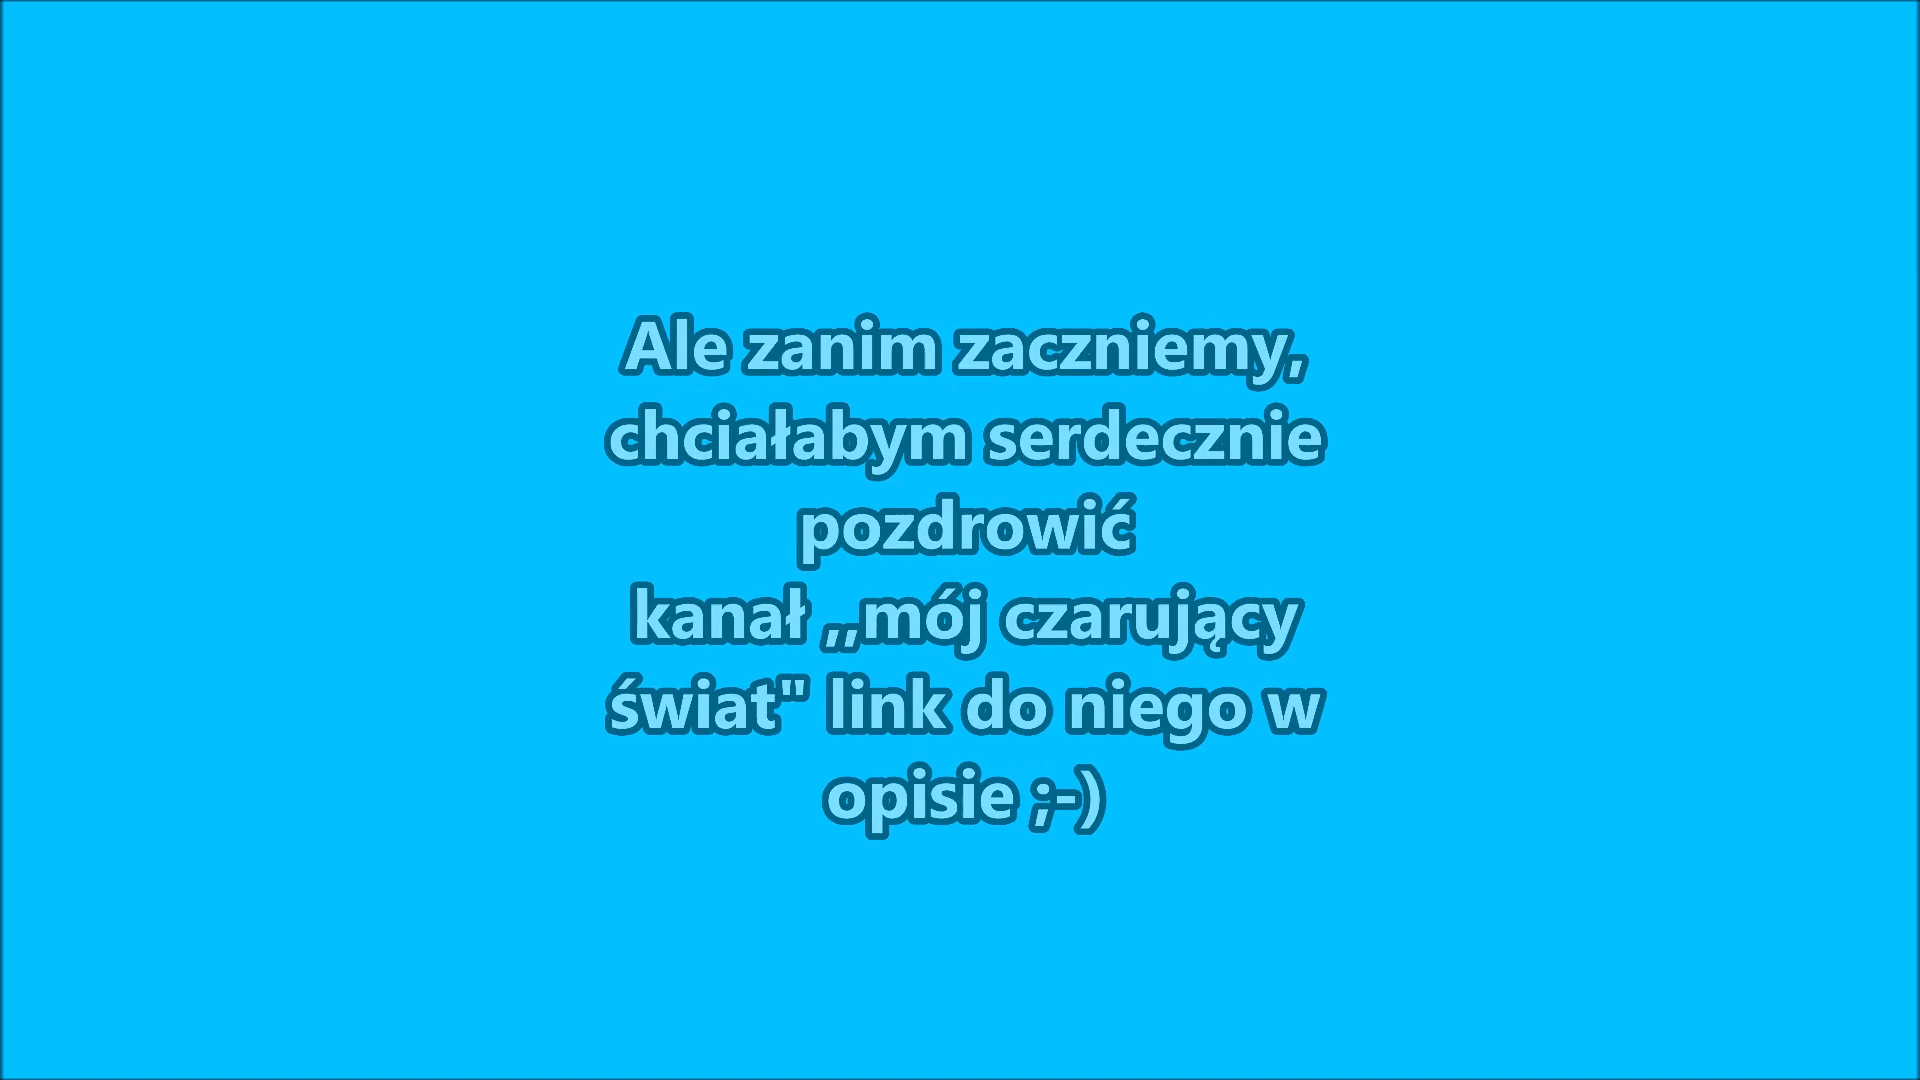 Ale zanim zaczniemy,
chciałabym serdecznie
pozdrowić
kanał ,,mój czarujący
świat" link do niego w
opisie ;-)